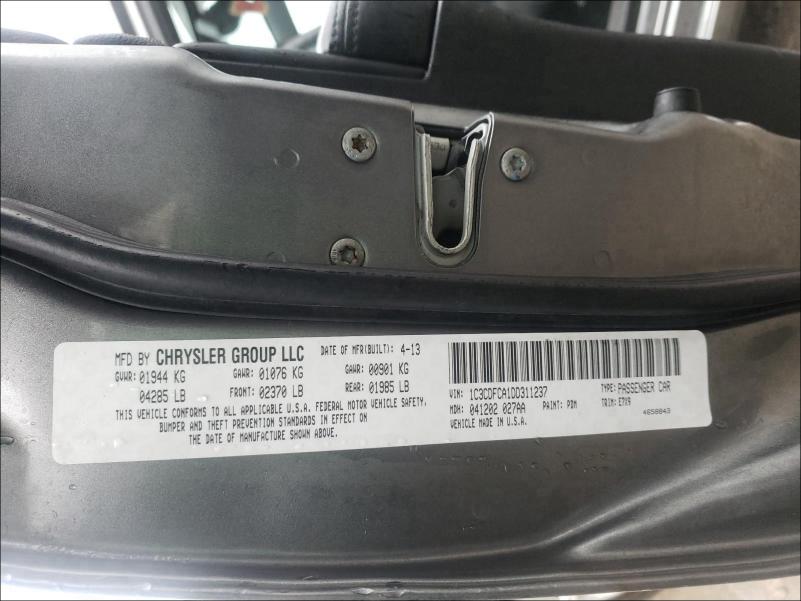 MFD BY CHRYSLER GROUP LLC DATE OF MFR(BUILT): 4-13
GVWR: 01944 KG GAWR: 01076 KG GAWR: 00901 KG
04285 LB FRONT: 02370 LB REAR: 01985 LB
THIS VEHICLE CONFORMS TO ALL APPLICABLE U.S.A. FEDERAL MOTOR VEHICLE SAFETY,
BUMPER AND THEFT PREVENTION STANDARDS IN EFFECT ON
THE DATE OF MANUFACTURE SHOWN ABOVE.
VIN: 1C3CDFCA1DD311237 TYPE: PASSENGER CAR
MDH: 041202 027AA PAINT: PDM TRIM: E7X9
VEHICLE MADE IN U.S.A. 4658843